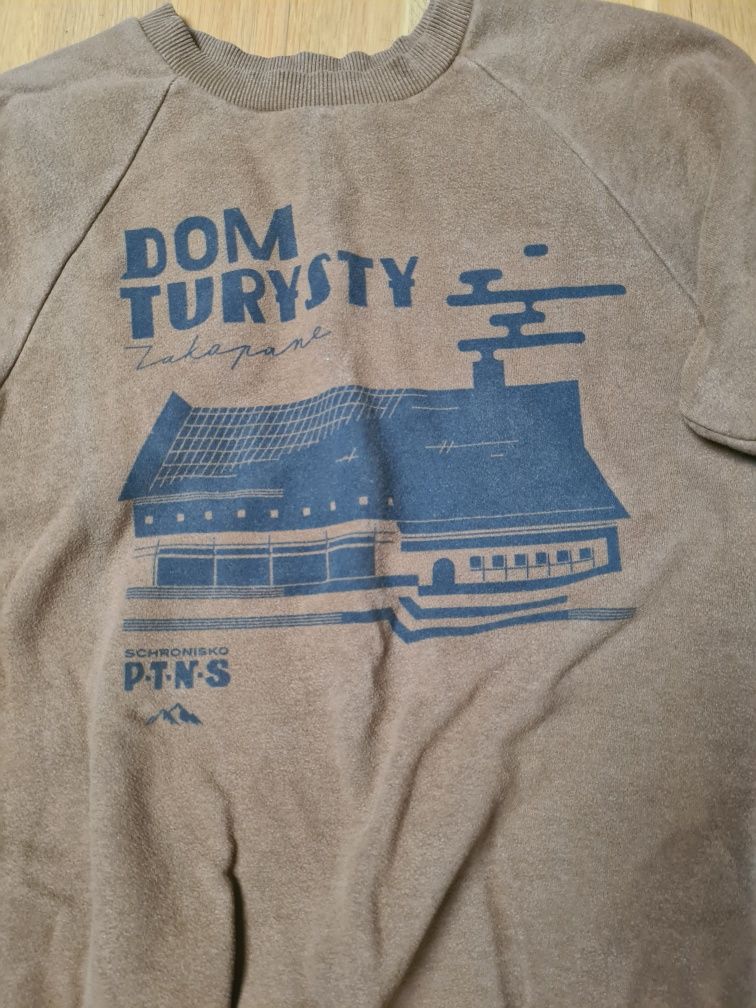 DOM
TURYSTY
Zakopane
SCHRONISKO
P·T·N·S